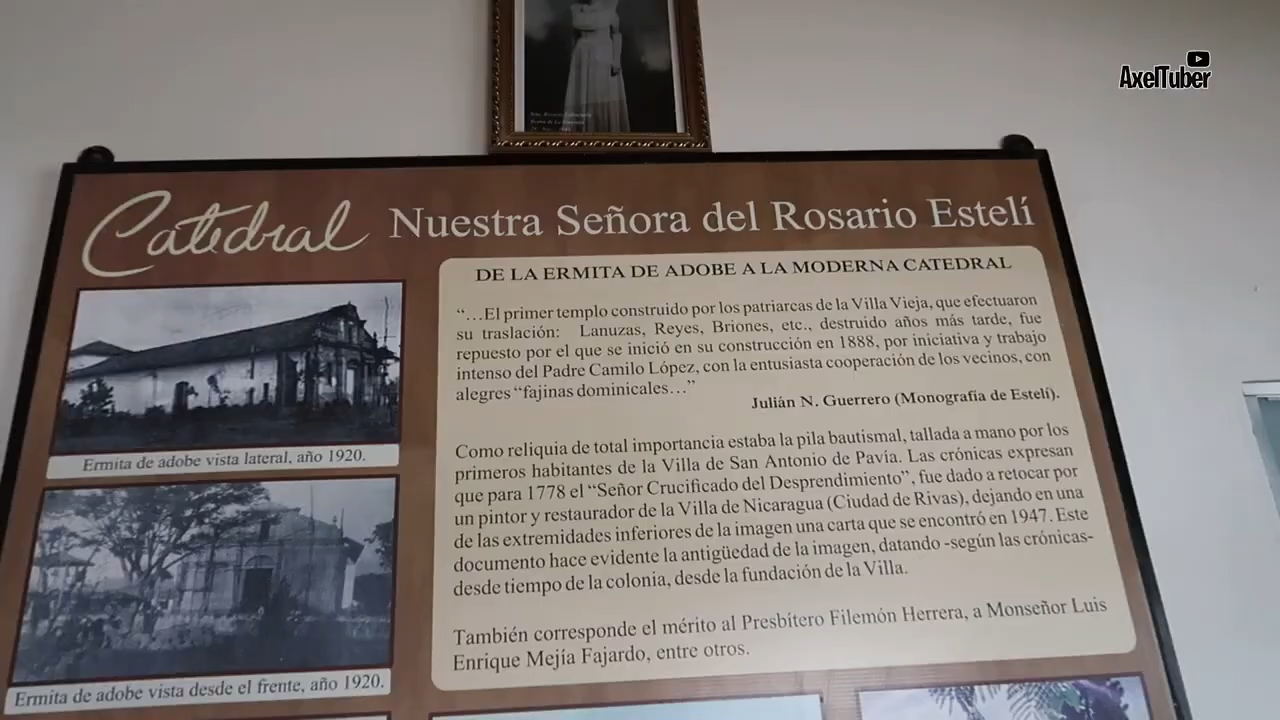 AxelTuber
Catedral Nuestra Señora del Rosario Estelí
DE LA ERMITA DE ADOBE A LA MODERNA CATEDRAL
“…El primer templo construido por los patriarcas de la Villa Vieja, que efectuaron
su traslación: Lanuzas, Reyes, Briones, etc., destruido años más tarde, fue
repuesto por el que se inició en su construcción en 1888, por iniciativa y trabajo
intenso del Padre Camilo López, con la entusiasta cooperación de los vecinos, con
alegres “fajinas dominicales…”
Julián N. Guerrero (Monografía de Estelí).
Como reliquia de total importancia estaba la pila bautismal, tallada a mano por los
primeros habitantes de la Villa de San Antonio de Pavía. Las crónicas expresan
que para 1778 el “Señor Crucificado del Desprendimiento”, fue dado a retocar por
un pintor y restaurador de la Villa de Nicaragua (Ciudad de Rivas), dejando en una
de las extremidades inferiores de la imagen una carta que se encontró en 1947. Este
documento hace evidente la antigüedad de la imagen, datando -según las crónicas-
desde tiempo de la colonia, desde la fundación de la Villa.
También corresponde el mérito al Presbítero Filemón Herrera, a Monseñor Luis
Enrique Mejía Fajardo, entre otros.
Ermita de adobe vista lateral, año 1920.
Ermita de adobe vista desde el frente, año 1920.